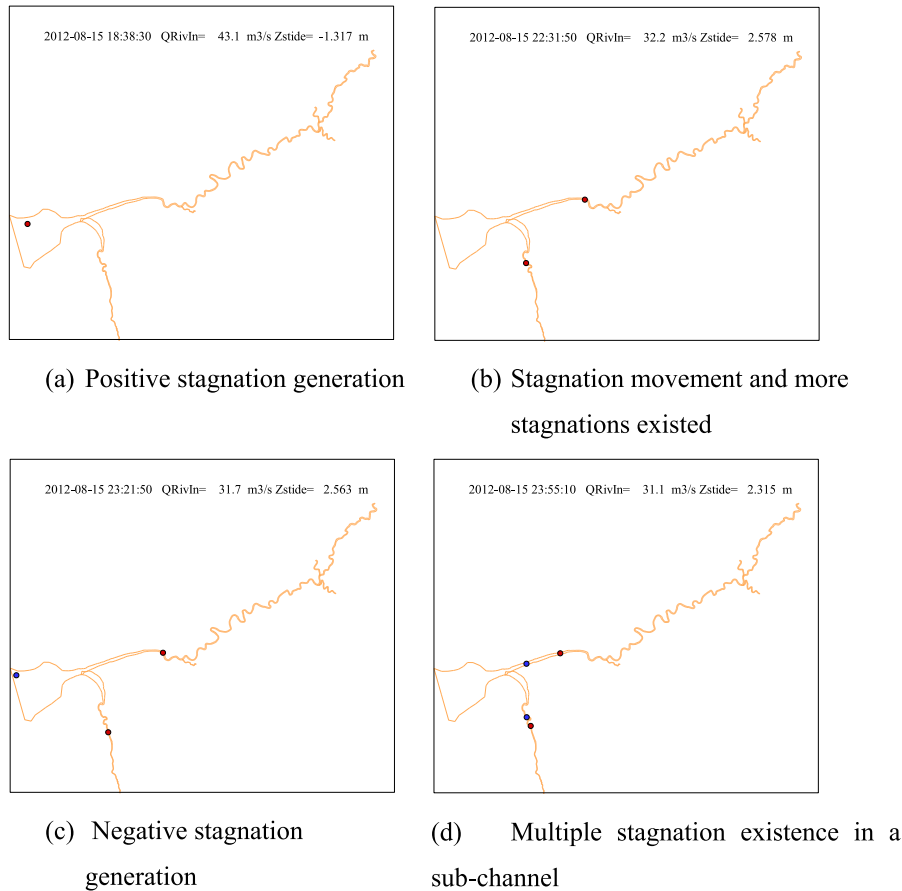 2012-08-15 18:38:30 QRivIn= 43.1 m3/s Zstide= -1.317 m
2012-08-15 22:31:50 QRivIn= 32.2 m3/s Zstide= 2.578 m
(a) Positive stagnation generation
(b) Stagnation movement and more
stagnations existed
2012-08-15 23:21:50 QRivIn= 31.7 m3/s Zstide= 2.563 m
2012-08-15 23:55:10 QRivIn= 31.1 m3/s Zstide= 2.315 m
(c) Negative stagnation
generation
(d) Multiple stagnation existence in a
sub-channel